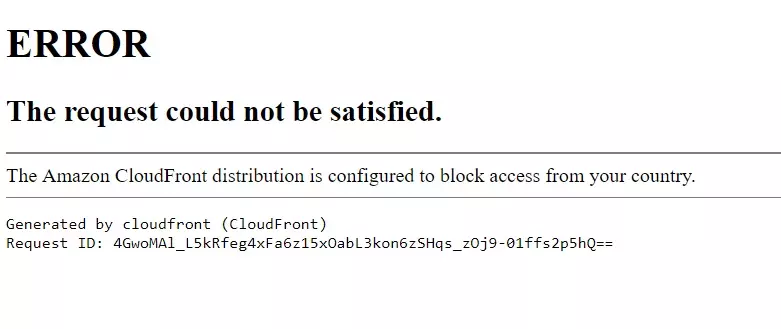 ERROR
The request could not be satisfied.
The Amazon CloudFront distribution is configured to block access from your country.
Generated by cloudfront (CloudFront)
Request ID: 4GwoMAl_L5kRfeg4xFa6z15xOabL3kon6zSHqs_zOj9-01ffs2p5hQ==